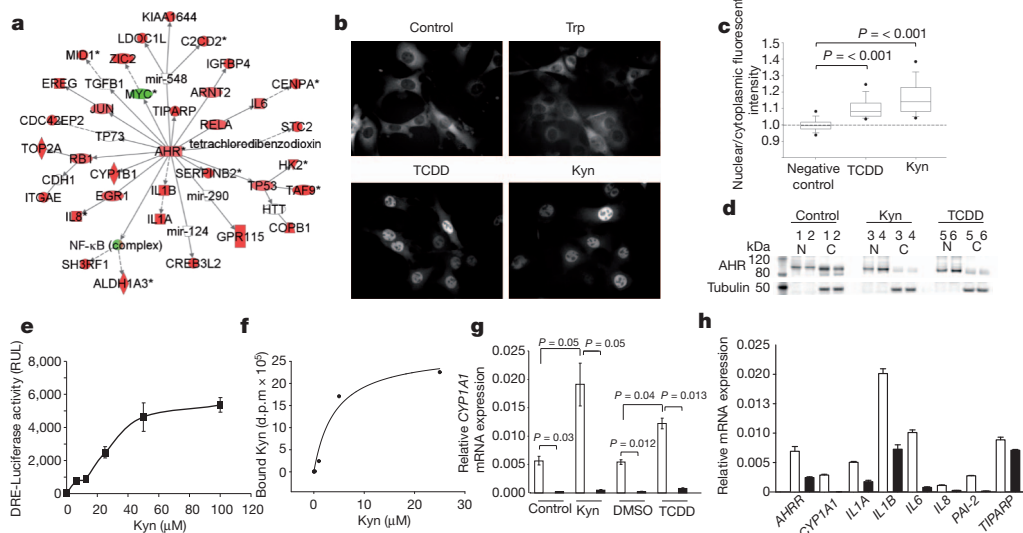 a
KIAA1644
LDOC1L
C2CD2*
MID1*
ZIC2
IGFBP4
mir-548
EREG
TGFB1
MYC*
ARNT2
CENPA*
JUN
TIPARP
IL6
CDC42EP2
RELA
STC2
TP73
tetrachlorodibenzodioxin
TOP2A
RB1
AHR*
HK2*
CYP1B1
SERPINB2*
TP53
TAF9*
CDH1
IL1B
ITGAE
EGR1
mir-290
HTT
IL8*
IL1A
COPB1
mir-124
GPR115
NF-κB (complex)
SH3RF1
CREB3L2
ALDH1A3*
b
Control
Trp
TCDD
Kyn
c
Nuclear/cytoplasmic fluorescent
intensity
P = < 0.001
P = < 0.001
1.5
1.4
1.3
1.2
1.1
1.0
0.9
Negative
control
TCDD
Kyn
d
Control
Kyn
TCDD
1 2 1 2
3 4 3 4
5 6 5 6
kDa
N C
N C
N C
AHR
120
80
Tubulin 50
e
DRE-Luciferase activity (RUL)
8,000
6,000
4,000
2,000
0
0 20 40 60 80 100 120
Kyn (μM)
f
Bound Kyn (d.p.m × 10⁵)
25
20
15
10
5
0
0 10 20 30
Kyn (μM)
g
Relative CYP1A1
mRNA expression
0.025
0.020
0.015
0.010
0.005
0.000
P = 0.05
P = 0.05
P = 0.04
P = 0.013
P = 0.03
P = 0.012
Control
Kyn
DMSO
TCDD
h
Relative mRNA expression
0.025
0.020
0.015
0.010
0.005
0
AHRR
CYP1A1
IL1A
IL1B
IL6
IL8
PAI-2
TIPARP